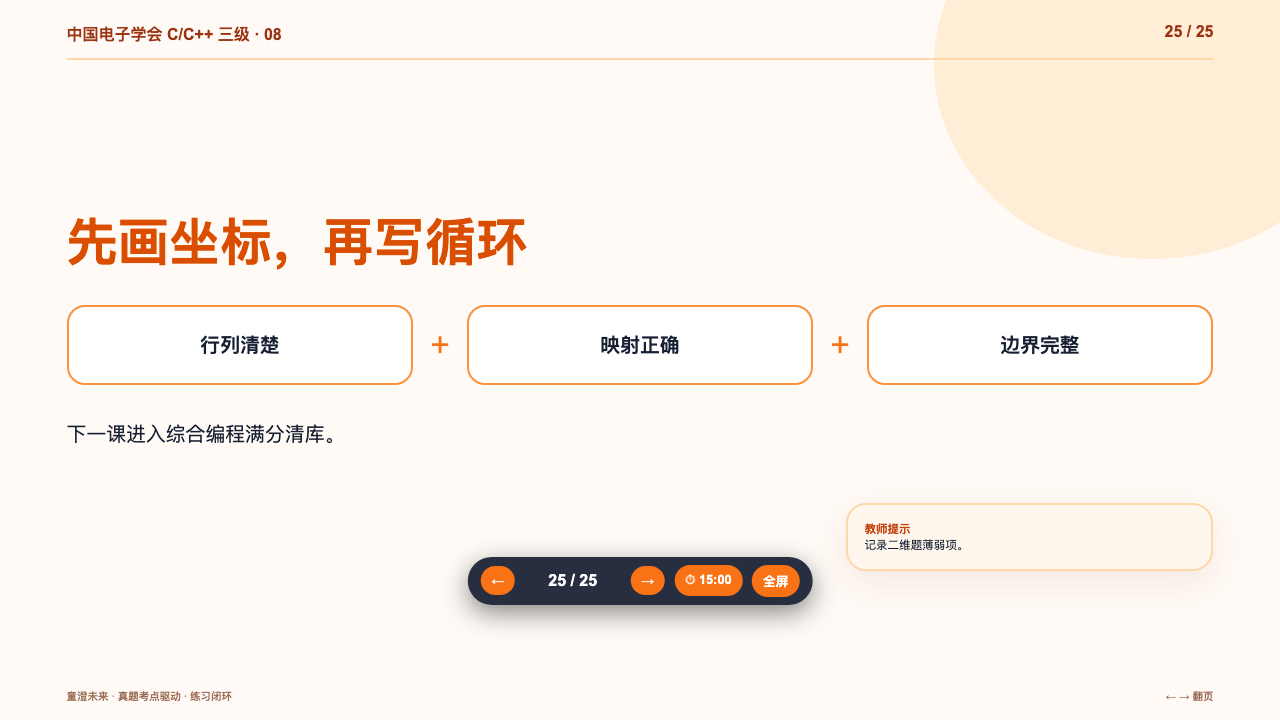 中国电子学会 C/C++ 三级 · 08
25 / 25
先画坐标，再写循环
行列清楚
+
映射正确
+
边界完整
下一课进入综合编程满分清库。
教师提示
记录二维题薄弱项。
←
25 / 25
→
⏱ 15:00
全屏
童澄未来 · 真题考点驱动 · 练习闭环
←→ 翻页